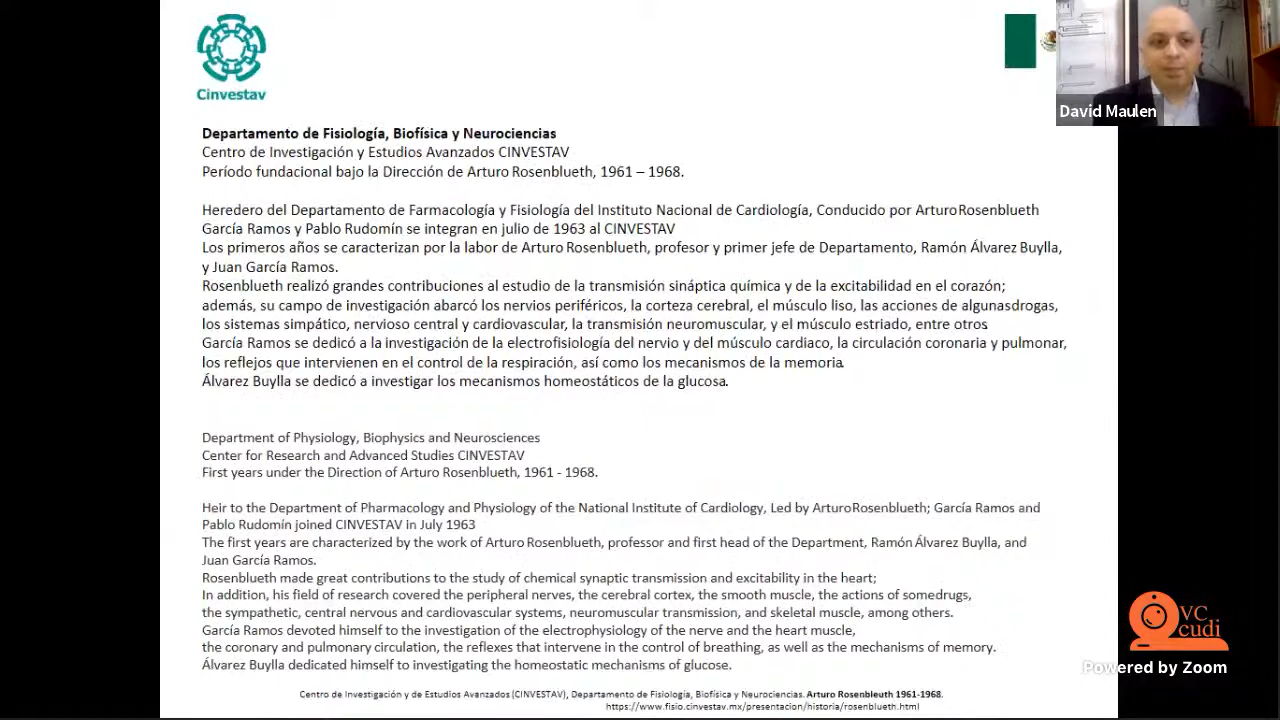 Cinvestav
David Maulen
Departamento de Fisiología, Biofísica y Neurociencias
Centro de Investigación y Estudios Avanzados CINVESTAV
Período fundacional bajo la Dirección de Arturo Rosenblueth, 1961 – 1968.
Heredero del Departamento de Farmacología y Fisiología del Instituto Nacional de Cardiología, Conducido por ArturoRosenblueth
García Ramos y Pablo Rudomín se integran en julio de 1963 al CINVESTAV
Los primeros años se caracterizan por la labor de Arturo Rosenblueth, profesor y primer jefe de Departamento, Ramón Álvarez Buylla,
y Juan García Ramos.
Rosenblueth realizó grandes contribuciones al estudio de la transmisión sináptica química y de la excitabilidad en el corazón;
además, su campo de investigación abarcó los nervios periféricos, la corteza cerebral, el músculo liso, las acciones de algunasdrogas,
los sistemas simpático, nervioso central y cardiovascular, la transmisión neuromuscular, y el músculo estriado, entre otros.
García Ramos se dedicó a la investigación de la electrofisiología del nervio y del músculo cardiaco, la circulación coronaria y pulmonar,
los reflejos que intervienen en el control de la respiración, así como los mecanismos de la memoria.
Álvarez Buylla se dedicó a investigar los mecanismos homeostáticos de la glucosa.
Department of Physiology, Biophysics and Neurosciences
Center for Research and Advanced Studies CINVESTAV
First years under the Direction of Arturo Rosenblueth, 1961 - 1968.
Heir to the Department of Pharmacology and Physiology of the National Institute of Cardiology, Led by ArturoRosenblueth; García Ramos and
Pablo Rudomín joined CINVESTAV in July 1963
The first years are characterized by the work of Arturo Rosenblueth, professor and first head of the Department, Ramón Álvarez Buylla, and
Juan García Ramos.
Rosenblueth made great contributions to the study of chemical synaptic transmission and excitability in the heart;
In addition, his field of research covered the peripheral nerves, the cerebral cortex, the smooth muscle, the actions of somedrugs,
the sympathetic, central nervous and cardiovascular systems, neuromuscular transmission, and skeletal muscle, among others.
García Ramos devoted himself to the investigation of the electrophysiology of the nerve and the heart muscle,
the coronary and pulmonary circulation, the reflexes that intervene in the control of breathing, as well as the mechanisms of memory.
Álvarez Buylla dedicated himself to investigating the homeostatic mechanisms of glucose.
Centro de Investigación y de Estudios Avanzados (CINVESTAV), Departamento de Fisiología, Biofísica y Neurociencias. Arturo Rosenbleuth 1961-1968.
https://www.fisio.cinvestav.mx/presentacion/historia/rosenblueth.html
VC
cudi
Powered by Zoom